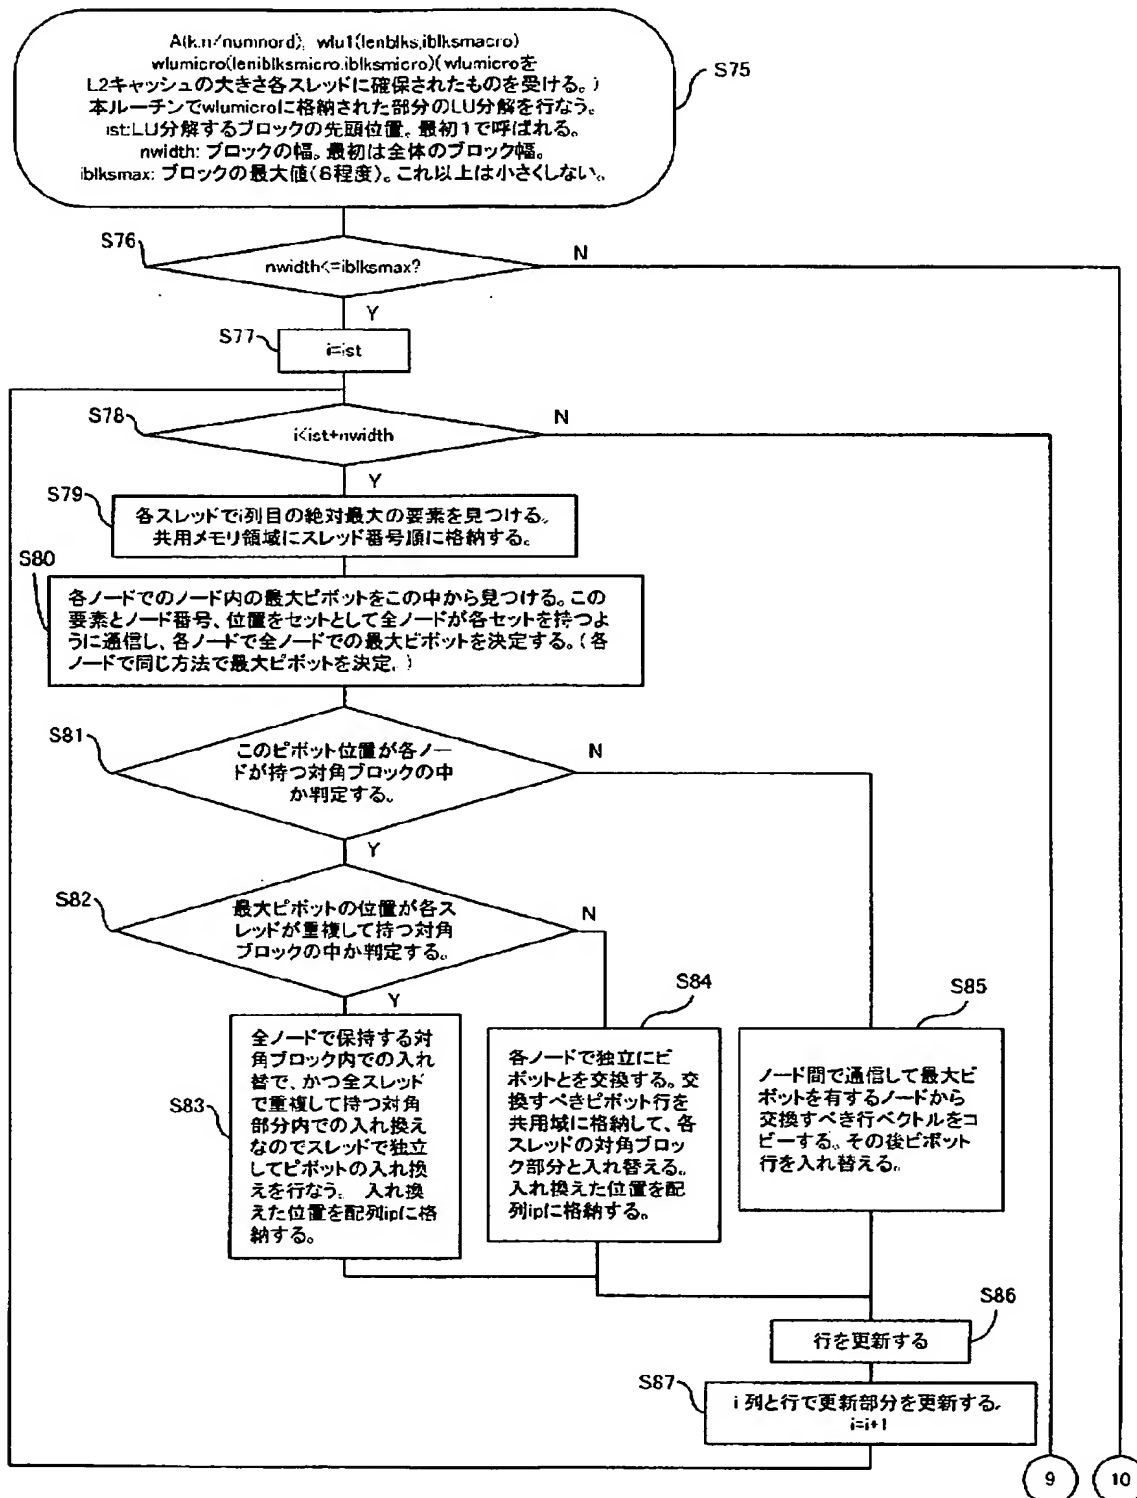 A(k,n/numnord), wlu1(lenblks,iblksmacro)
wlumicro(leniblksmicro,iblksmicro)(wlumicroを
L2キャッシュの大きさ各スレッドに確保されたものを受ける。)
本ルーチンでwlumicroに格納された部分のLU分解を行なう。
ist:LU分解するブロックの先頭位置。最初1で呼ばれる。
nwidth: ブロックの幅。最初は全体のブロック幅。
iblksmax: ブロックの最大値(8程度)。これ以上は小さくしない。
S75
S76
nwidth<=iblksmax?
N
Y
S77
i=ist
S78
i<ist+nwidth
N
Y
S79
各スレッドでi列目の絶対最大の要素を見つける。
共用メモリ領域にスレッド番号順に格納する。
S80
各ノードでのノード内の最大ピボットをこの中から見つける。この
要素とノード番号、位置をセットとして全ノードが各セットを持つよ
うに通信し、各ノードで全ノードでの最大ピボットを決定する。(各
ノードで同じ方法で最大ピボットを決定。)
S81
このピボット位置が各ノー
ドが持つ対角ブロックの中
か判定する。
N
Y
S82
最大ピボットの位置が各ス
レッドが重複して持つ対角
ブロックの中か判定する。
N
Y
S83
全ノードで保持する対
角ブロック内での入れ
替で、かつ全スレッド
で重複して持つ対角
部分内での入れ換え
なのでスレッドで独立
してピボットの入れ換
えを行なう。 入れ換
えた位置を配列ipに格
納する。
S84
各ノードで独立にピ
ボットとを交換する。交
換すべきピボット行を
共用域に格納して、各
スレッドの対角ブロッ
ク部分と入れ替える。
入れ換えた位置を配
列ipに格納する。
S85
ノード間で通信して最大ピ
ボットを有するノードから
交換すべき行ベクトルをコ
ピーする。その後ピボット
行を入れ替える。
S86
行を更新する
S87
i 列と行で更新部分を更新する。
i=i+1
9
10